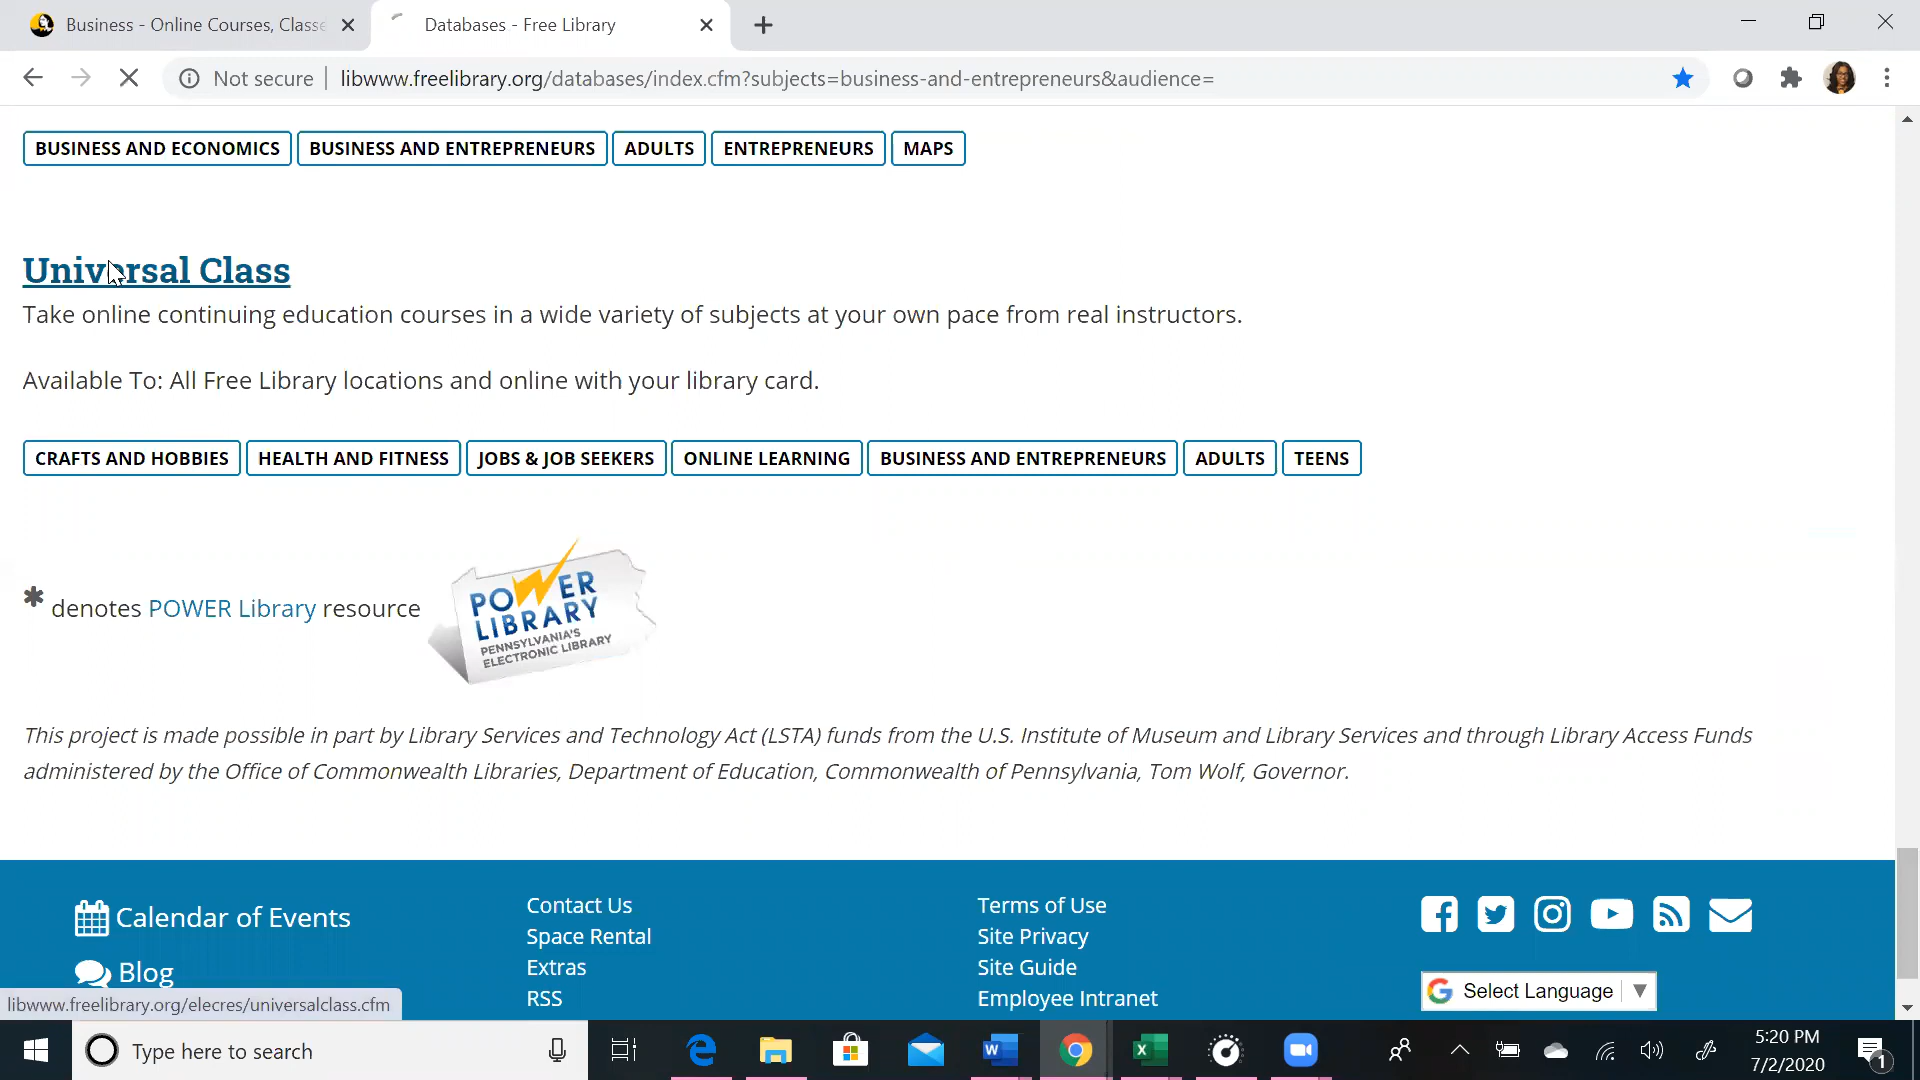 Business - Online Courses, Classe
Databases - Free Library
Not secure
libwww.freelibrary.org/databases/index.cfm?subjects=business-and-entrepreneurs&audience=
BUSINESS AND ECONOMICS
BUSINESS AND ENTREPRENEURS
ADULTS
ENTREPRENEURS
MAPS
Universal Class
Take online continuing education courses in a wide variety of subjects at your own pace from real instructors.
Available To: All Free Library locations and online with your library card.
CRAFTS AND HOBBIES
HEALTH AND FITNESS
JOBS & JOB SEEKERS
ONLINE LEARNING
BUSINESS AND ENTREPRENEURS
ADULTS
TEENS
* denotes POWER Library resource
POWER
LIBRARY
PENNSYLVANIA'S
ELECTRONIC LIBRARY
This project is made possible in part by Library Services and Technology Act (LSTA) funds from the U.S. Institute of Museum and Library Services and through Library Access Funds
administered by the Office of Commonwealth Libraries, Department of Education, Commonwealth of Pennsylvania, Tom Wolf, Governor.
Calendar of Events
Blog
Contact Us
Space Rental
Extras
RSS
Terms of Use
Site Privacy
Site Guide
Employee Intranet
G Select Language ▼
libwww.freelibrary.org/elecres/universalclass.cfm
Type here to search
5:20 PM
7/2/2020
1